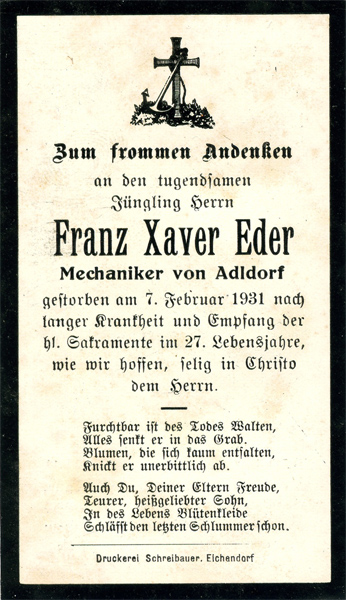 Zum frommen Andenken
an den tugendsamen
Jüngling Herrn
Franz Xaver Eder
Mechaniker von Adldorf
gestorben am 7. Februar 1931 nach
langer Krankheit und Empfang der
hl. Sakramente im 27. Lebensjahre,
wie wir hoffen, selig in Christo
dem Herrn.
Furchtbar ist des Todes Walten,
Alles senkt er in das Grab.
Blumen, die sich kaum entfalten,
Knickt er unerbittlich ab.
Auch Du, Deiner Eltern Freude,
Teurer, heißgeliebter Sohn,
In des Lebens Blütenkleide
Schläfst den letzten Schlummer schon.
Druckerei Schreibauer, Eichendorf